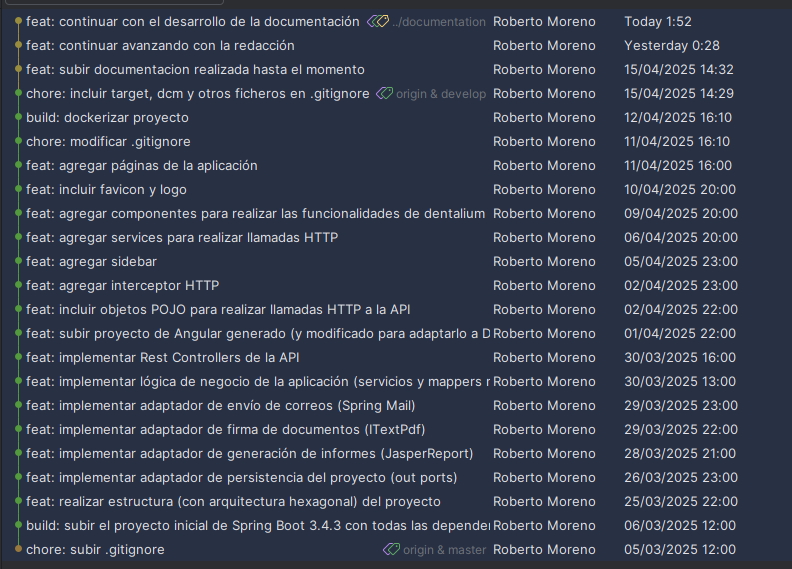 feat: continuar con el desarrollo de la documentación ../documentation Roberto Moreno Today 1:52
feat: continuar avanzando con la redacción Roberto Moreno Yesterday 0:28
feat: subir documentacion realizada hasta el momento Roberto Moreno 15/04/2025 14:32
chore: incluir target, dcm y otros ficheros en .gitignore origin & develop Roberto Moreno 15/04/2025 14:29
build: dockerizar proyecto Roberto Moreno 12/04/2025 16:10
chore: modificar .gitignore Roberto Moreno 11/04/2025 16:10
feat: agregar páginas de la aplicación Roberto Moreno 11/04/2025 16:00
feat: incluir favicon y logo Roberto Moreno 10/04/2025 20:00
feat: agregar componentes para realizar las funcionalidades de dentalium Roberto Moreno 09/04/2025 20:00
feat: agregar services para realizar llamadas HTTP Roberto Moreno 06/04/2025 20:00
feat: agregar sidebar Roberto Moreno 05/04/2025 23:00
feat: agregar interceptor HTTP Roberto Moreno 02/04/2025 23:00
feat: incluir objetos POJO para realizar llamadas HTTP a la API Roberto Moreno 02/04/2025 22:00
feat: subir proyecto de Angular generado (y modificado para adaptarlo a D Roberto Moreno 01/04/2025 22:00
feat: implementar Rest Controllers de la API Roberto Moreno 30/03/2025 16:00
feat: implementar lógica de negocio de la aplicación (servicios y mappers r Roberto Moreno 30/03/2025 13:00
feat: implementar adaptador de envío de correos (Spring Mail) Roberto Moreno 29/03/2025 23:00
feat: implementar adaptador de firma de documentos (ITextPdf) Roberto Moreno 29/03/2025 22:00
feat: implementar adaptador de generación de informes (JasperReport) Roberto Moreno 28/03/2025 21:00
feat: implementar adaptador de persistencia del proyecto (out ports) Roberto Moreno 26/03/2025 23:00
feat: realizar estructura (con arquitectura hexagonal) del proyecto Roberto Moreno 25/03/2025 22:00
build: subir el proyecto inicial de Spring Boot 3.4.3 con todas las depender Roberto Moreno 06/03/2025 12:00
chore: subir .gitignore origin & master Roberto Moreno 05/03/2025 12:00